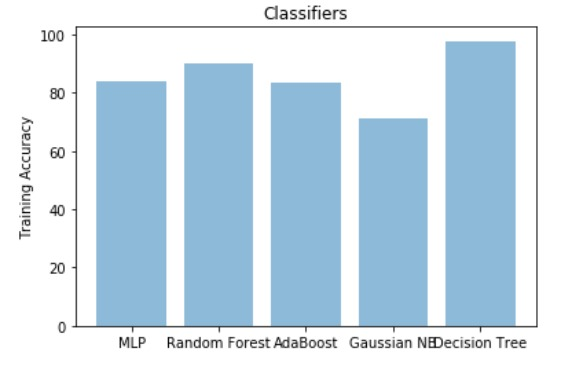 Classifiers
Training Accuracy
100
80
60
40
20
0
MLP Random Forest AdaBoost Gaussian NB Decision Tree